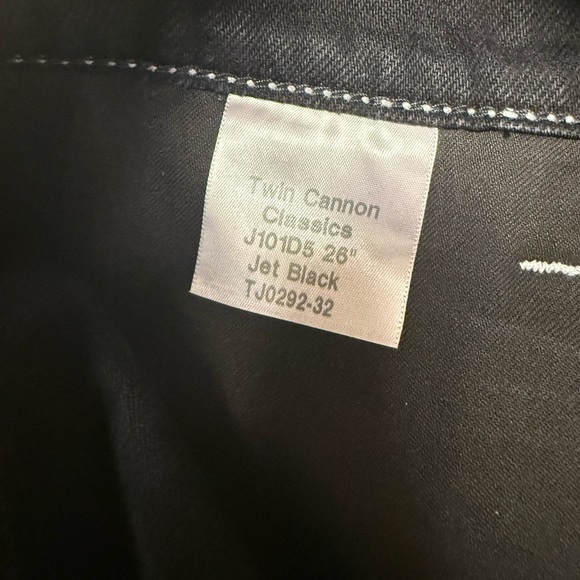 Twin Cannon
Classics
J101D5 26"
Jet Black
TJ0292-32